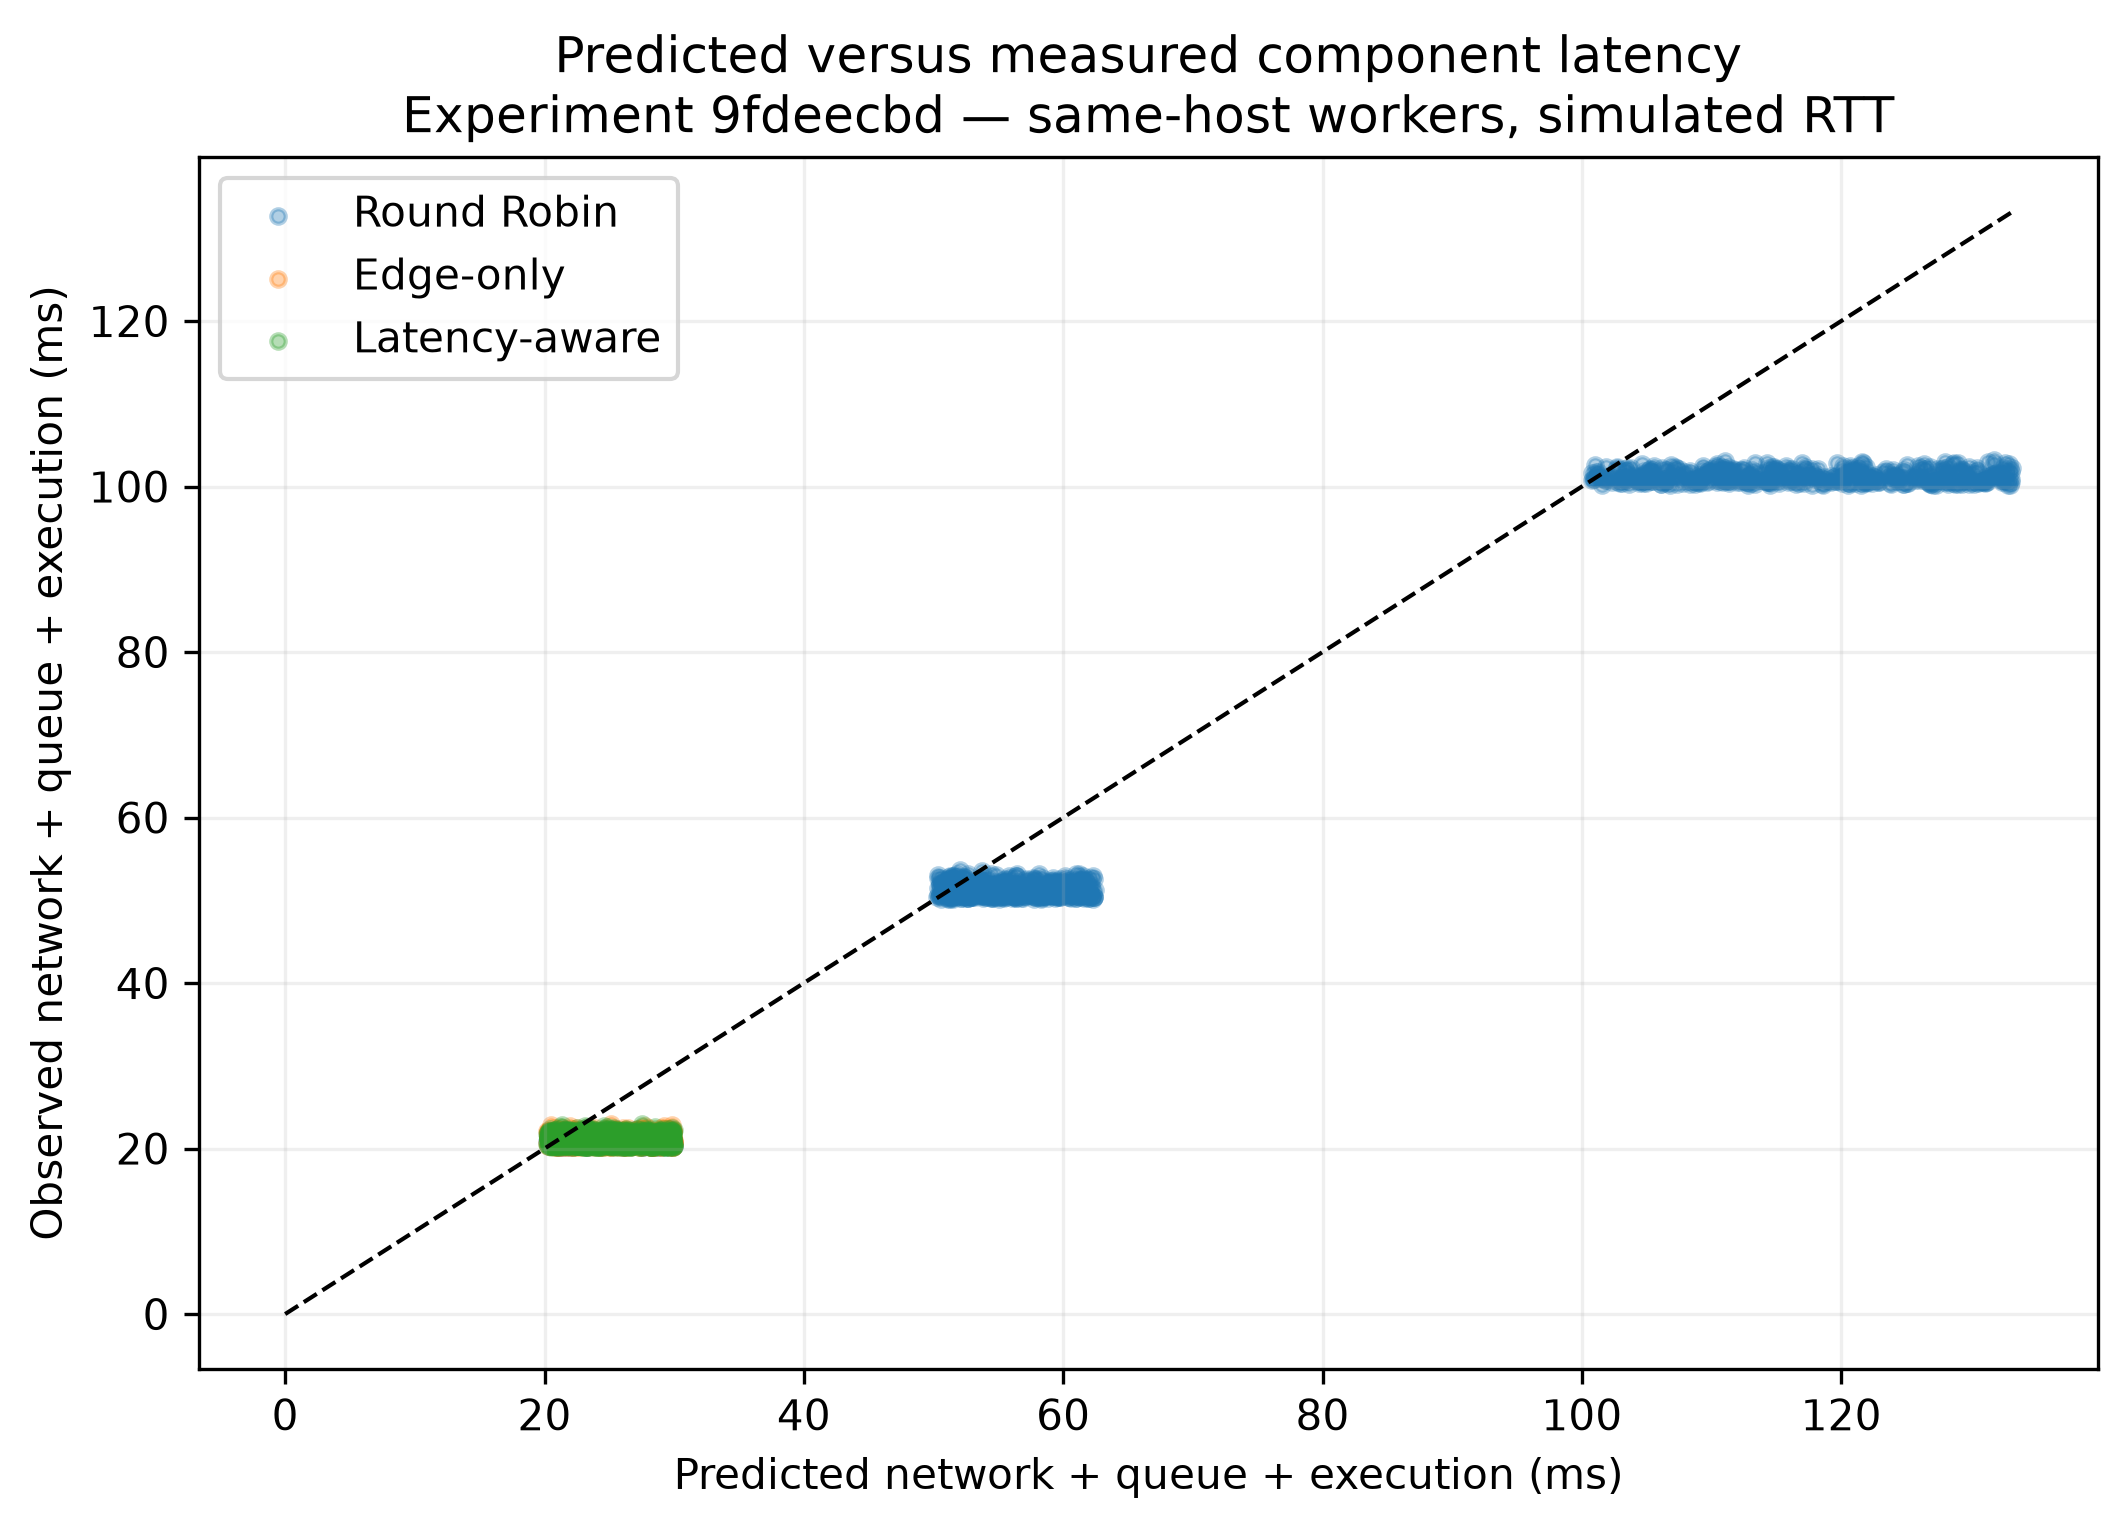 Predicted versus measured component latency
Experiment 9fdeecbd — same-host workers, simulated RTT
Round Robin
Edge-only
Latency-aware
Observed network + queue + execution (ms)
120
100
80
60
40
20
0
0 20 40 60 80 100 120
Predicted network + queue + execution (ms)